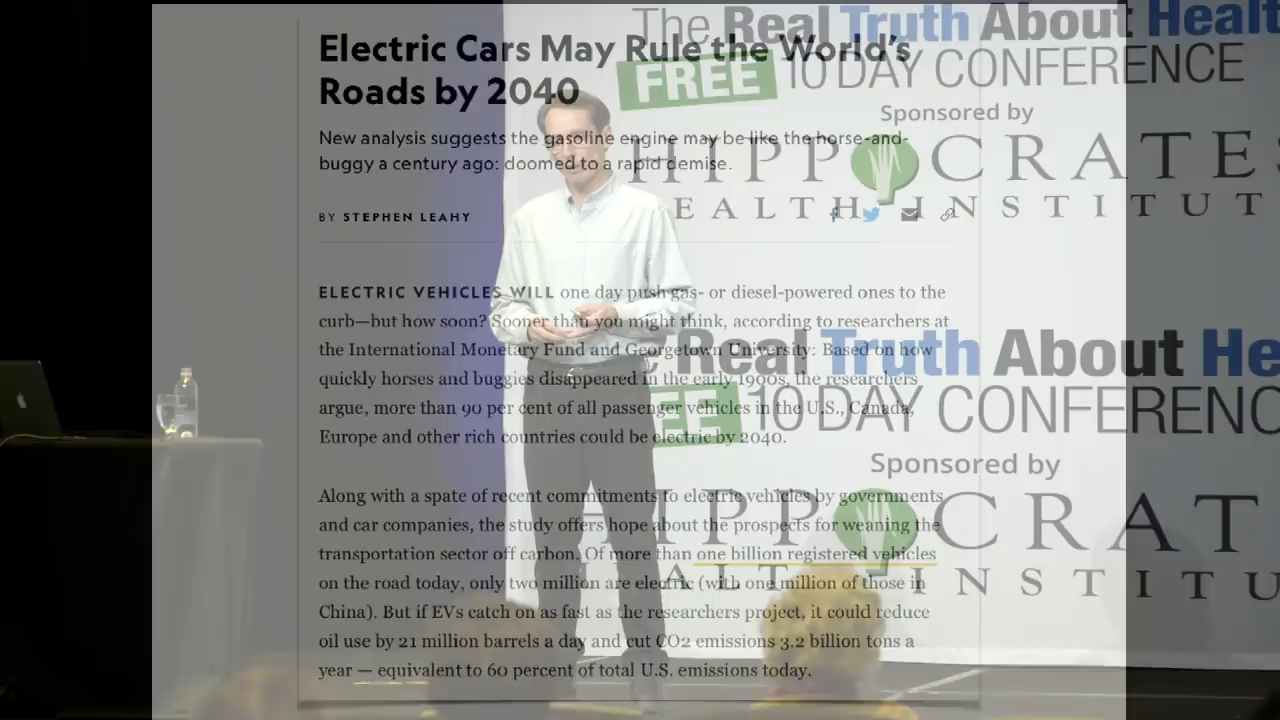 The Real Truth About Healt
FREE 10 DAY CONFERENCE
Sponsored by
HIPPOCRATES
HEALTH INSTITUT
Electric Cars May Rule the World's
Roads by 2040
New analysis suggests the gasoline engine may be like the horse-and-
buggy a century ago: doomed to a rapid demise.
BY STEPHEN LEAHY
ELECTRIC VEHICLES WILL one day push gas- or diesel-powered ones to the
curb—but how soon? Sooner than you might think, according to researchers at
the International Monetary Fund and Georgetown University: Based on how
quickly horses and buggies disappeared in the early 1900s, the researchers
argue, more than 90 per cent of all passenger vehicles in the U.S., Canada,
Europe and other rich countries could be electric by 2040.
Along with a spate of recent commitments to electric vehicles by governments
and car companies, the study offers hope about the prospects for weaning the
transportation sector off carbon. Of more than one billion registered vehicles
on the road today, only two million are electric (with one million of those in
China). But if EVs catch on as fast as the researchers project, it could reduce
oil use by 21 million barrels a day and cut CO2 emissions 3.2 billion tons a
year — equivalent to 60 percent of total U.S. emissions today.
e Real Truth About He
EE 10 DAY CONFERENC
Sponsored by
IPPOCRAT
ALTH INSTITU